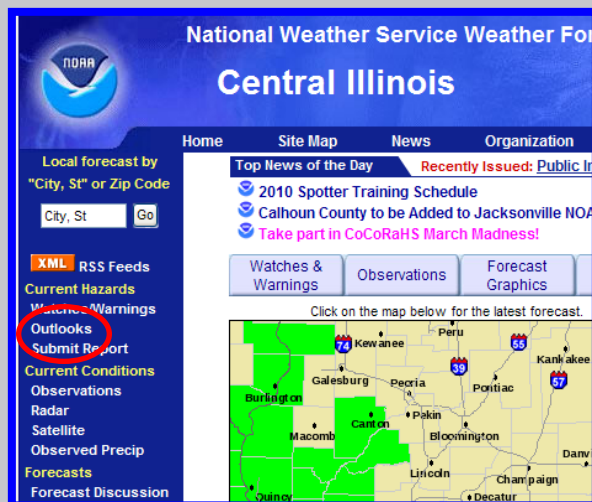 NOAA
National Weather Service Weather For
Central Illinois
Home Site Map News Organization
Local forecast by
"City, St" or Zip Code
City, St Go
XML RSS Feeds
Current Hazards
Watches/Warnings
Outlooks
Submit Report
Current Conditions
Observations
Radar
Satellite
Observed Precip
Forecasts
Forecast Discussion
Top News of the Day Recently Issued: Public In
2010 Spotter Training Schedule
Calhoun County to be Added to Jacksonville NOA
Take part in CoCoRaHS March Madness!
Watches &
Warnings
Observations
Forecast
Graphics
Click on the map below for the latest forecast.
Peru
74 Kewanee 55
39 Kankakee
Galesburg Peoria Pontiac 57
Burlington
Canton Pekin
Macomb Bloomington
Danvi
Lincoln Champaign
Quincy Decatur